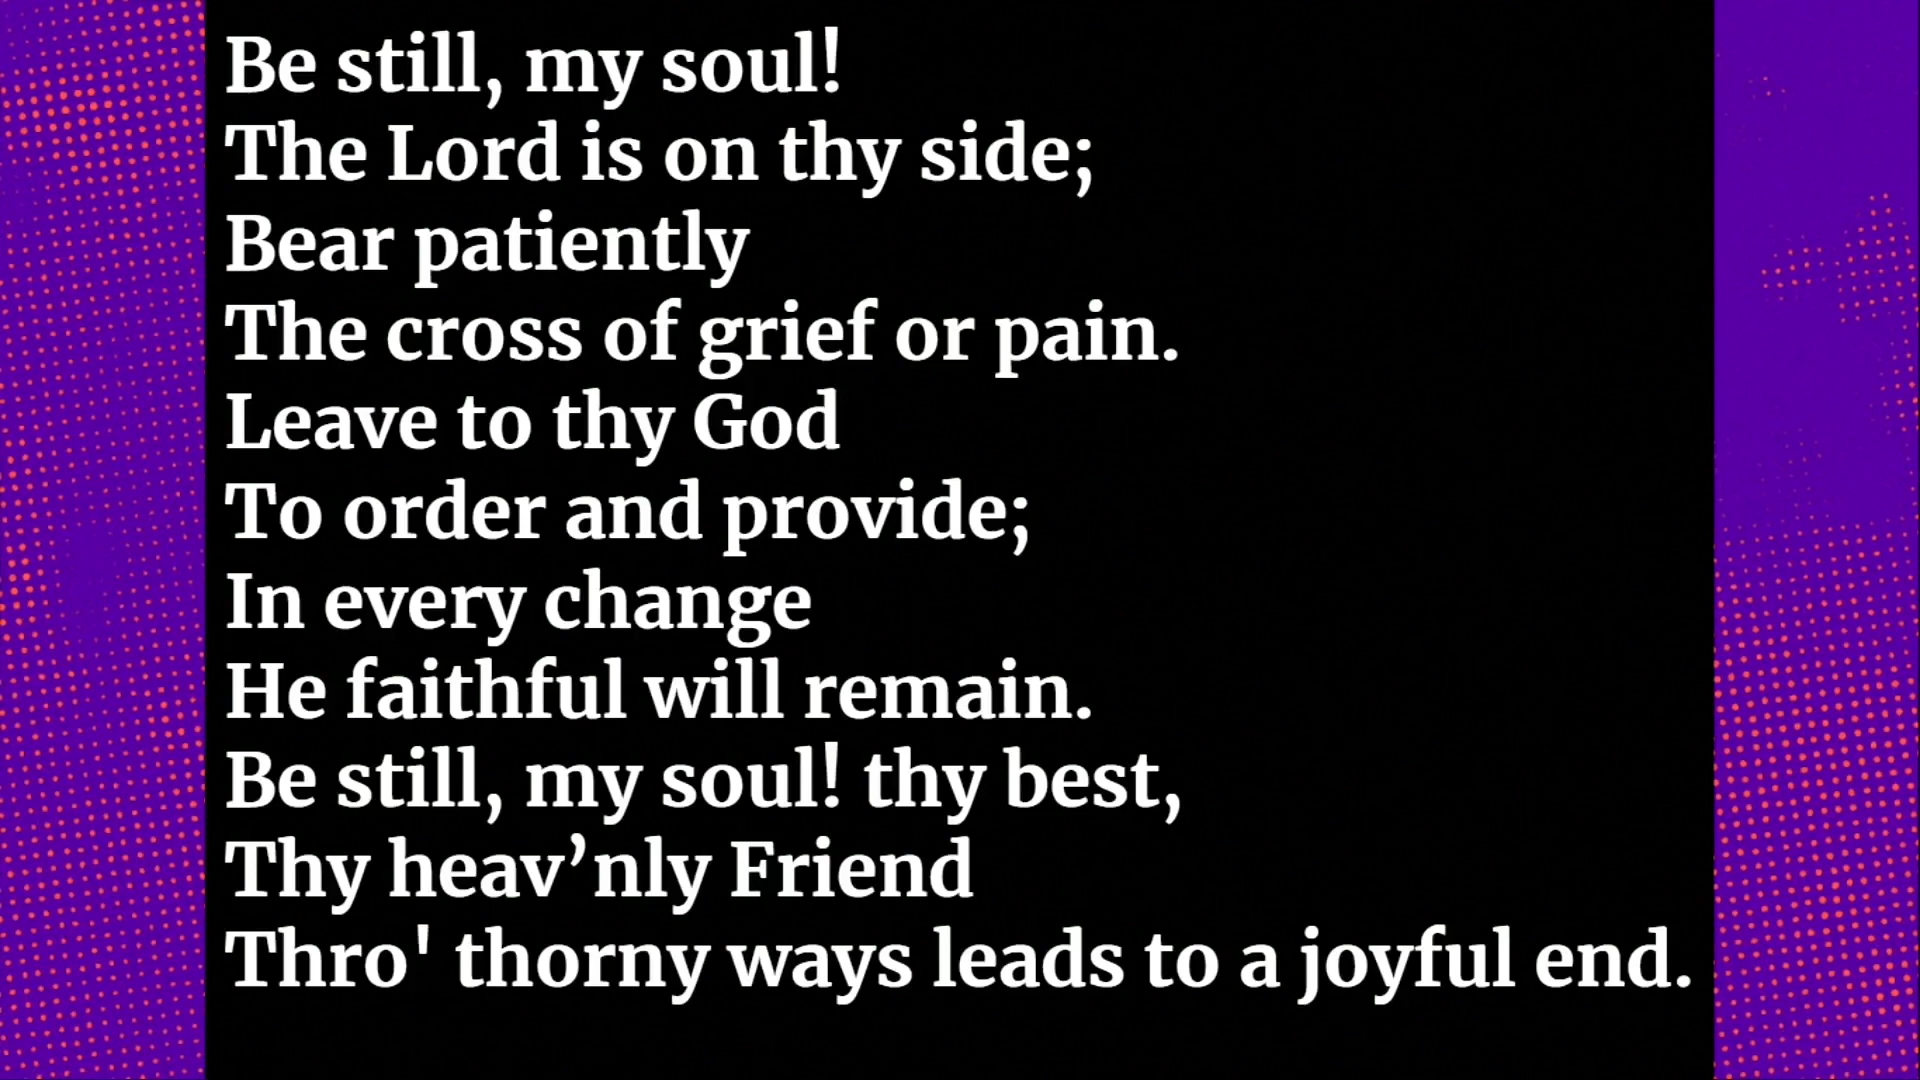 Be still, my soul!
The Lord is on thy side;
Bear patiently
The cross of grief or pain.
Leave to thy God
To order and provide;
In every change
He faithful will remain.
Be still, my soul! thy best,
Thy heav’nly Friend
Thro' thorny ways leads to a joyful end.